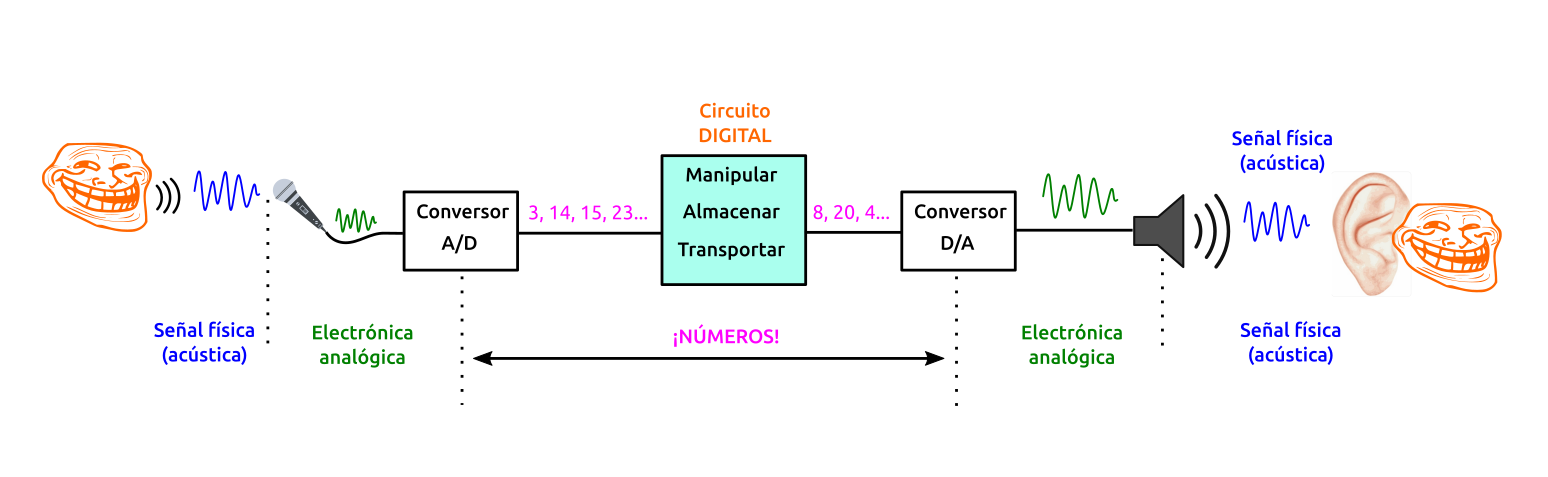 Circuito
DIGITAL
Señal física
(acústica)
Manipular
Almacenar
Transportar
Conversor
A/D
3, 14, 15, 23...
8, 20, 4...
Conversor
D/A
Señal física
(acústica)
Electrónica
analógica
¡NÚMEROS!
Electrónica
analógica
Señal física
(acústica)